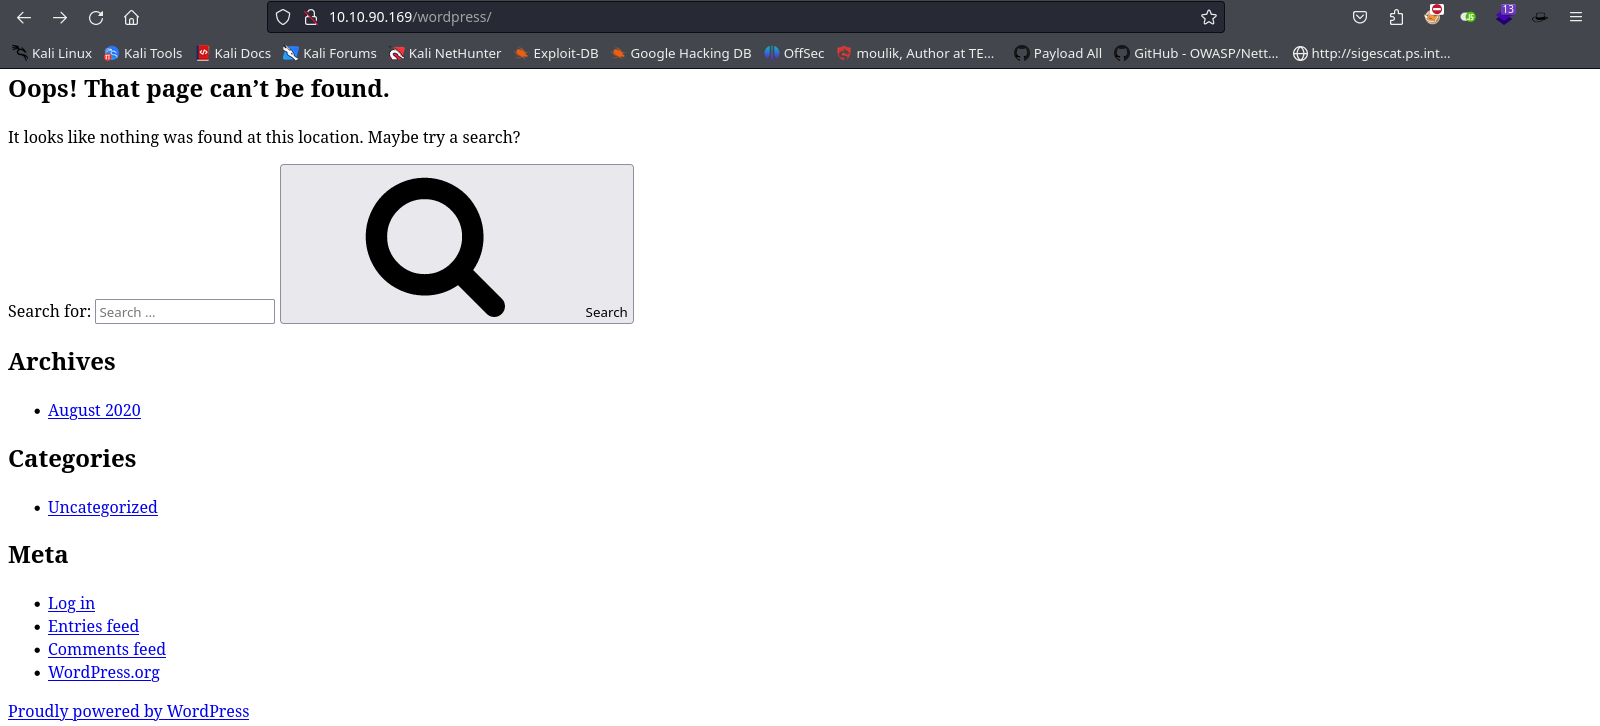 10.10.90.169/wordpress/
13
Kali Linux Kali Tools Kali Docs Kali Forums Kali NetHunter Exploit-DB Google Hacking DB OffSec moulik, Author at TE... Payload All GitHub - OWASP/Nett... http://sigescat.ps.int...
Oops! That page can’t be found.
It looks like nothing was found at this location. Maybe try a search?
Search for: Search ... Search
Archives
August 2020
Categories
Uncategorized
Meta
Log in
Entries feed
Comments feed
WordPress.org
Proudly powered by WordPress